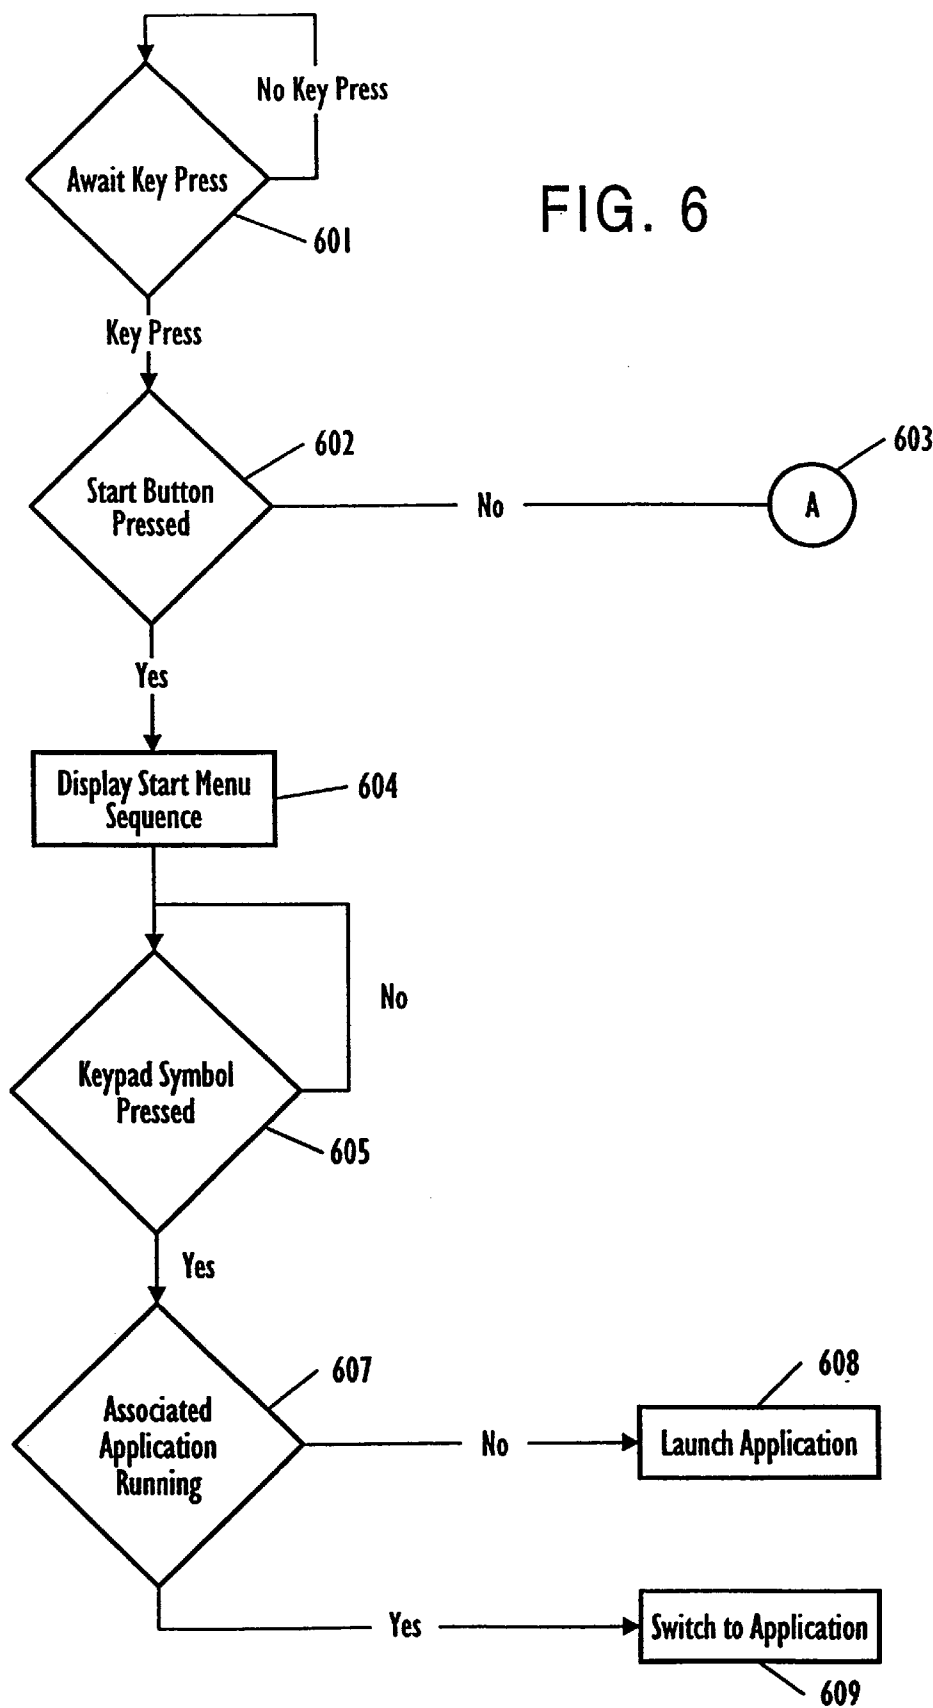 No Key Press
Await Key Press
FIG. 6
601
Key Press
602
603
Start Button
Pressed
No
A
Yes
Display Start Menu
Sequence
604
No
Keypad Symbol
Pressed
605
Yes
607
608
Associated
Application
Running
No
Launch Application
Yes
Switch to Application
609